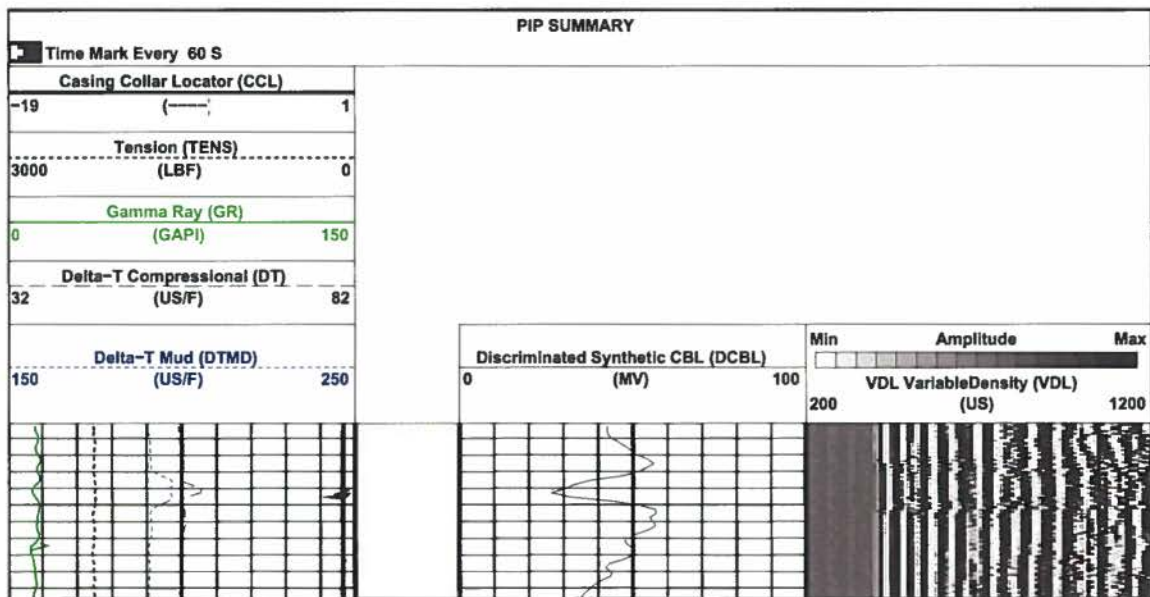 PIP SUMMARY
Time Mark Every 60 S
Casing Collar Locator (CCL)
-19 (----) 1
Tension (TENS)
3000 (LBF) 0
Gamma Ray (GR)
0 (GAPI) 150
Delta-T Compressional (DT)
32 (US/F) 82
Delta-T Mud (DTMD)
150 (US/F) 250
Discriminated Synthetic CBL (DCBL)
0 (MV) 100
Min Amplitude Max
VDL VariableDensity (VDL)
200 (US) 1200